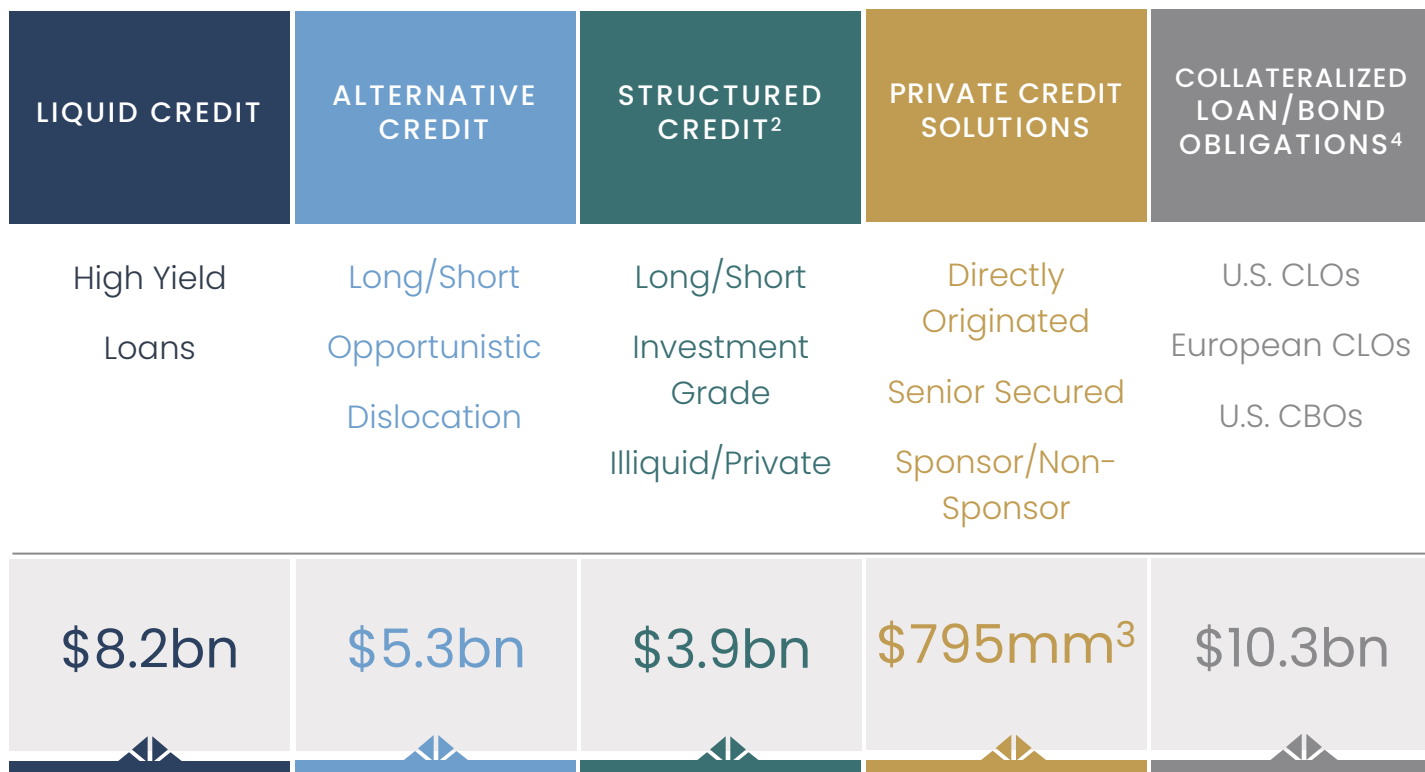 LIQUID CREDIT
ALTERNATIVE
CREDIT
STRUCTURED
CREDIT²
PRIVATE CREDIT
SOLUTIONS
COLLATERALIZED
LOAN/BOND
OBLIGATIONS⁴
High Yield
Loans
Long/Short
Opportunistic
Dislocation
Long/Short
Investment
Grade
Illiquid/Private
Directly
Originated
Senior Secured
Sponsor/Non-
Sponsor
U.S. CLOs
European CLOs
U.S. CBOs
$8.2bn
$5.3bn
$3.9bn
$795mm³
$10.3bn